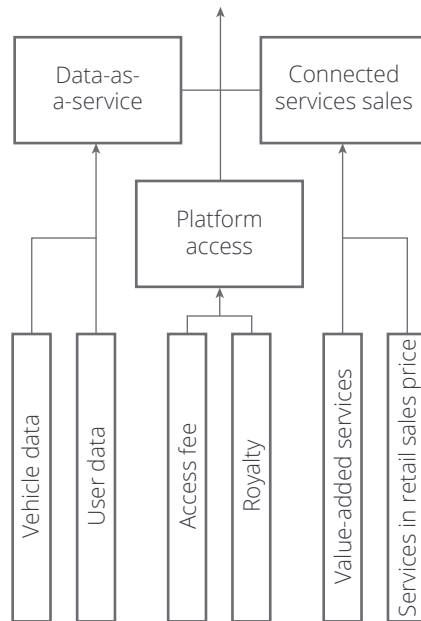 Data-as-
a-service
Connected
services sales
Platform
access
Vehicle data
User data
Access fee
Royalty
Value-added services
Services in retail sales price